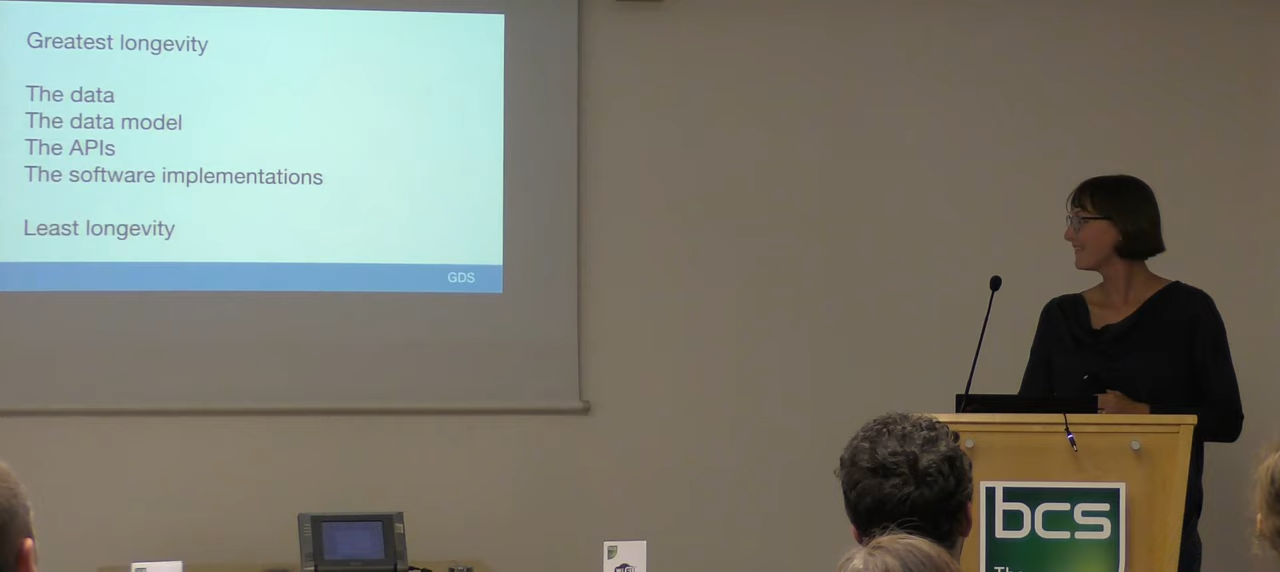 Greatest longevity
The data
The data model
The APIs
The software implementations
Least longevity
GDS
bcs